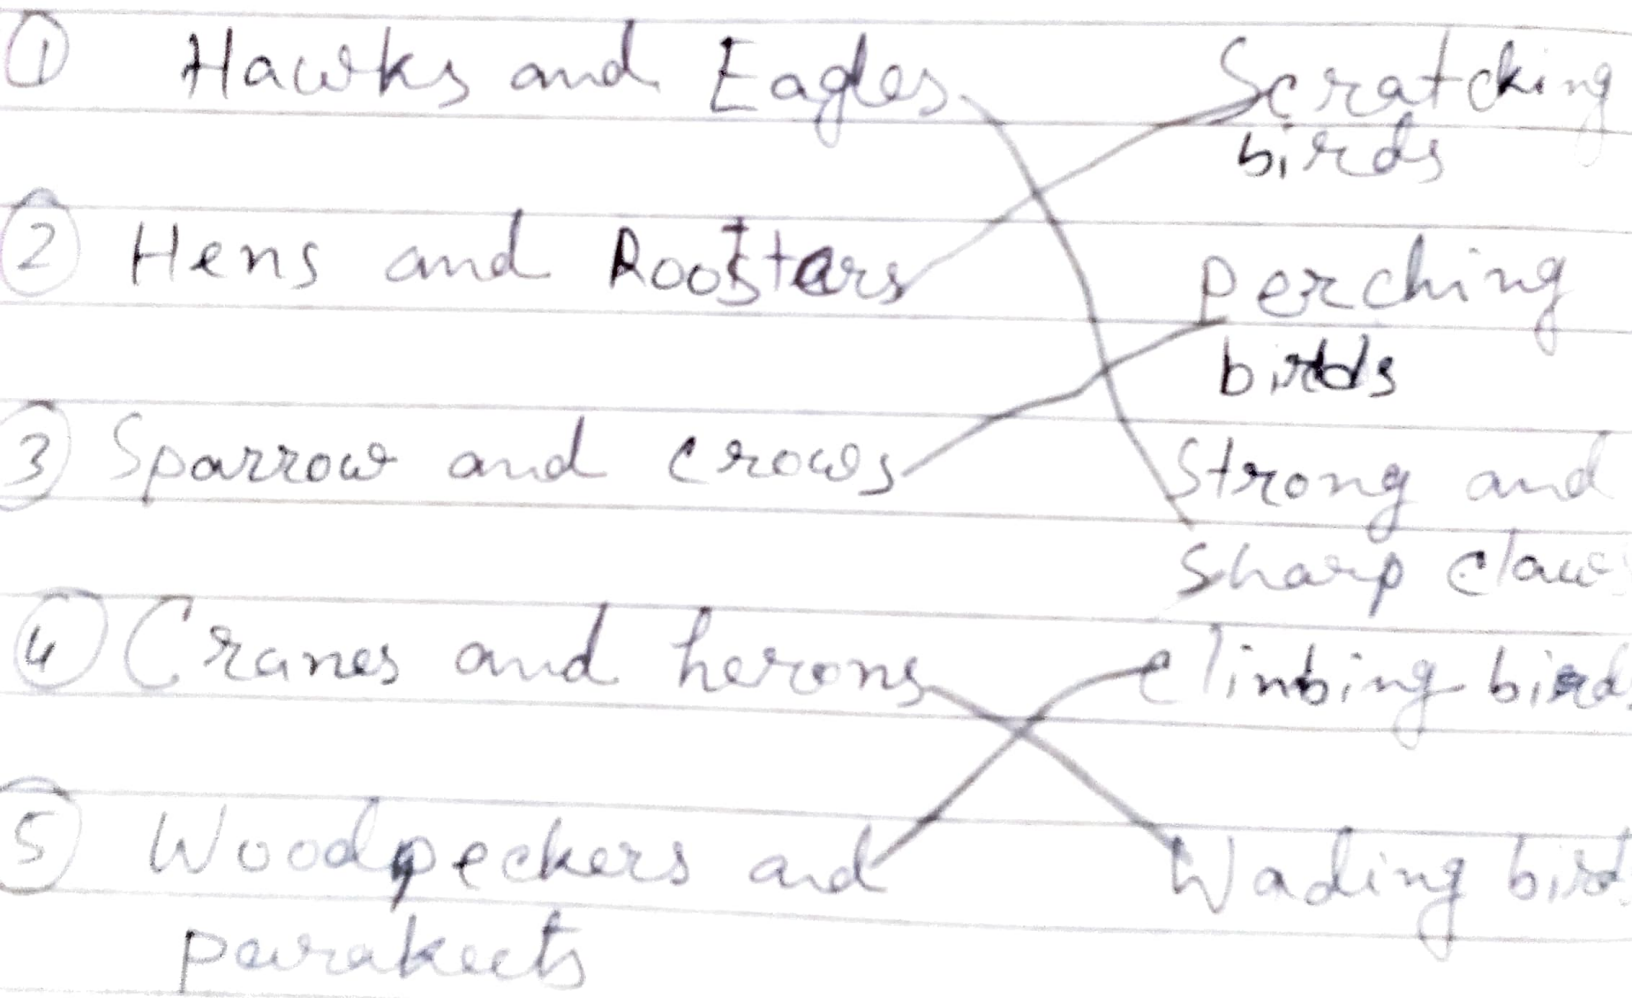 ① Hawks and Eagles Scratching
birds
② Hens and Roostars Perching
birds
③ Sparrow and crows Strong and
Sharp claws
④ Cranes and herons climbing birds
⑤ Woodpeckers and Wading bird
parakeets